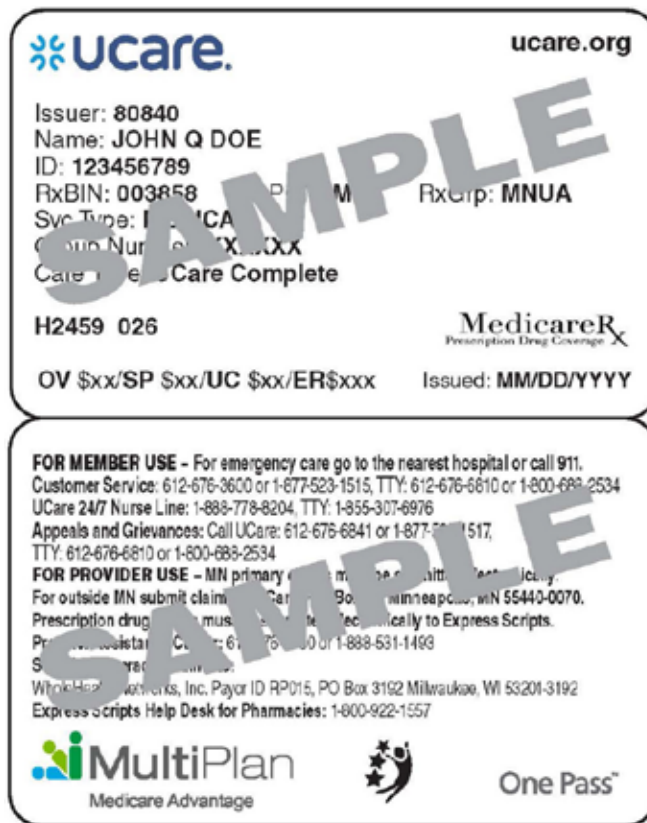 ucare. ucare.org
Issuer: 80840
Name: JOHN Q DOE
ID: 123456789
RxBIN: 003858 RxGrp: MNUA
Svc Type:
Group Number:
UCare Complete
H2459 026 MedicareRx
Prescription Drug Coverage
OV $xx/SP $xx/UC $xx/ER$xxx Issued: MM/DD/YYYY
SAMPLE
FOR MEMBER USE – For emergency care go to the nearest hospital or call 911.
Customer Service: 612-676-3600 or 1-877-523-1515, TTY: 612-676-6810 or 1-800-688-2534
UCare 24/7 Nurse Line: 1-888-778-8204, TTY: 1-855-307-6976
Appeals and Grievances: Call UCare: 612-676-6841 or
TTY: 612-676-6810 or 1-800-688-2534
FOR PROVIDER USE – MN primary
For outside MN submit Minneapolis, MN 55440-0070.
Prescription drug to Express Scripts.
or 1-888-531-1493
Inc. Payor ID RP015, PO Box 3192 Milwaukee, WI 53201-3192
Express Scripts Help Desk for Pharmacies: 1-800-922-1557
SAMPLE
MultiPlan One Pass™
Medicare Advantage